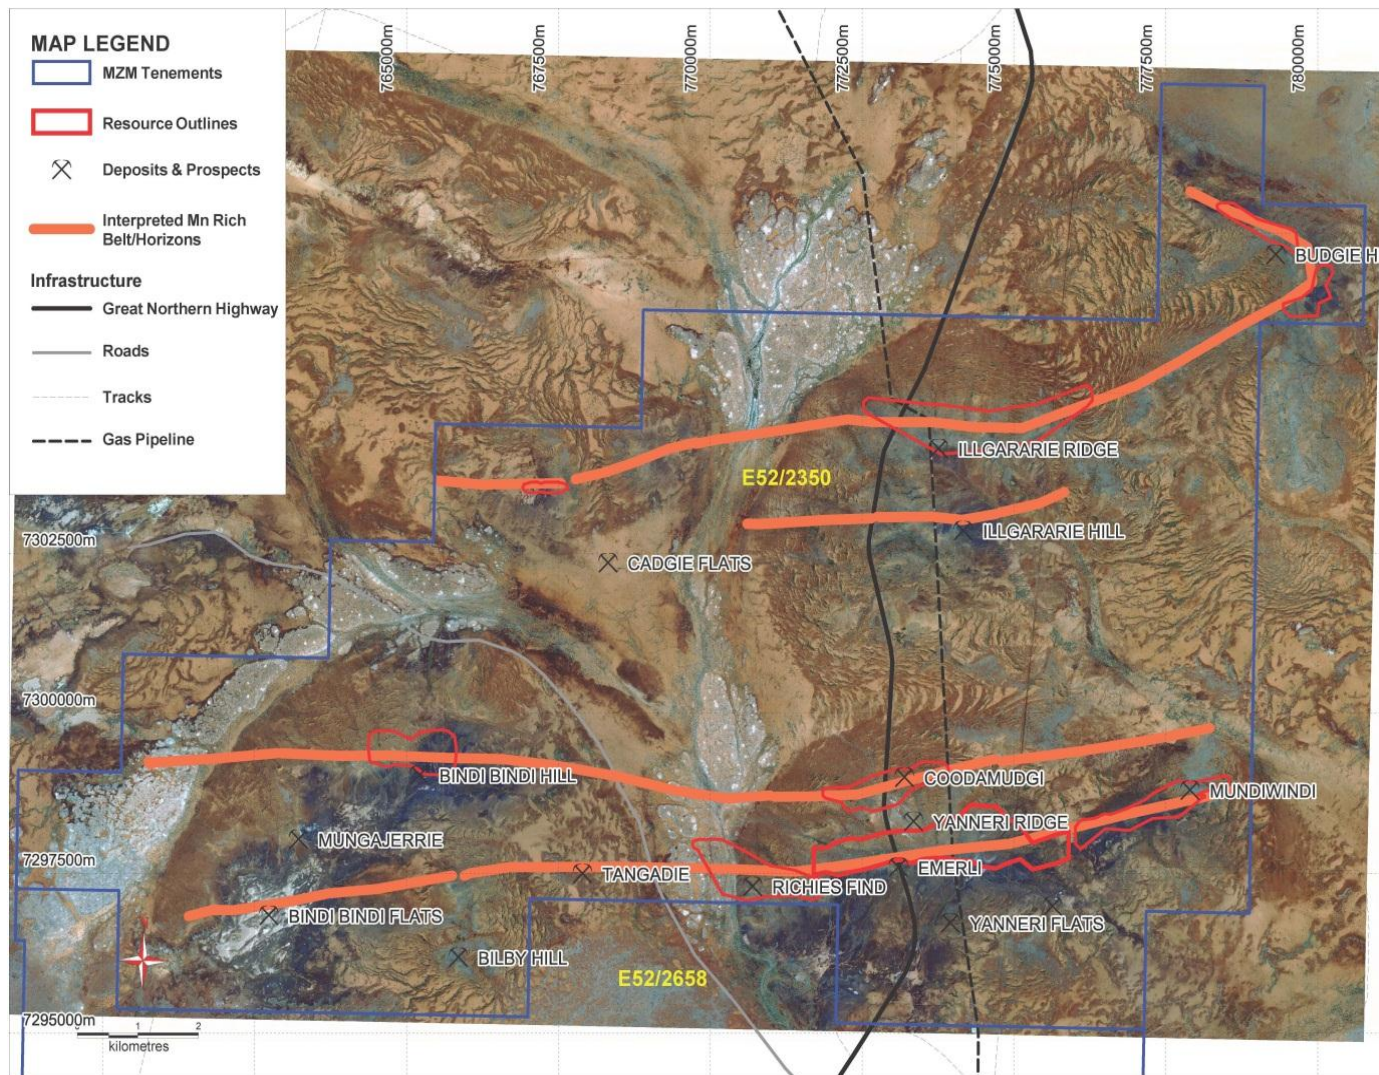 MAP LEGEND
MZM Tenements
Resource Outlines
Deposits & Prospects
Interpreted Mn Rich
Belt/Horizons
Infrastructure
Great Northern Highway
Roads
Tracks
Gas Pipeline
765000m
767500m
770000m
772500m
775000m
777500m
780000m
BUDGIE H
ILLGARARIE RIDGE
E52/2350
ILLGARARIE HILL
7302500m
CADGIE FLATS
7300000m
BINDI BINDI HILL
COODAMUDGI
MUNDIWINDI
YANNERI RIDGE
MUNGAJERRIE
7297500m
EMERLI
TANGADIE
RICHIES FIND
BINDI BINDI FLATS
YANNERI FLATS
BILBY HILL
E52/2658
7295000m
0 1 2
kilometres